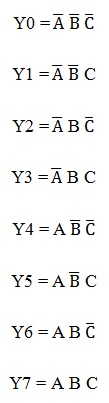 Y0 = A̅ B̅ C̅
Y1 = A̅ B̅ C
Y2 = A̅ B C̅
Y3 = A̅ B C
Y4 = A B̅ C̅
Y5 = A B̅ C
Y6 = A B C̅
Y7 = A B C